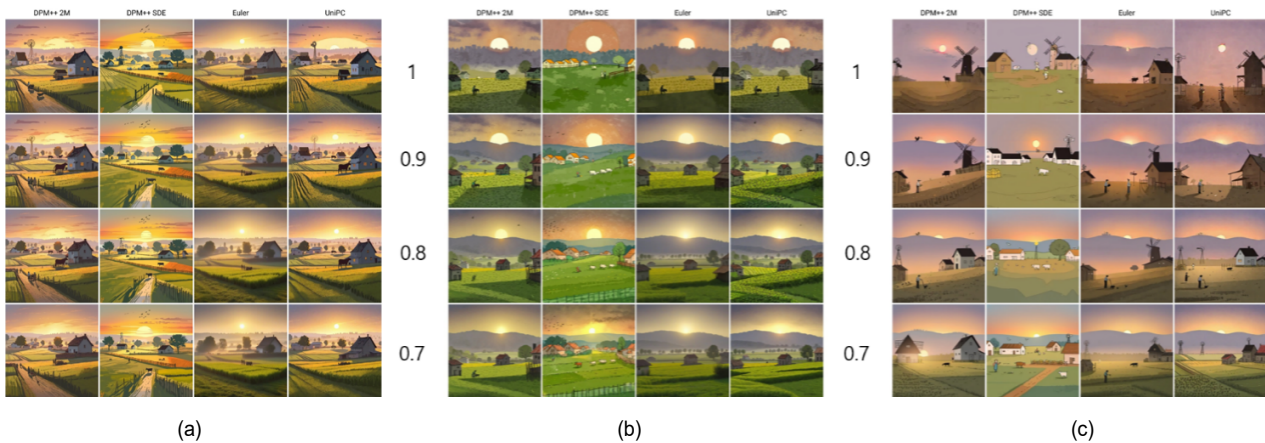 DPM++ 2M DPM++ SDE Euler UniPC
DPM++ 2M DPM++ SDE Euler UniPC
DPM++ 2M DPM++ SDE Euler UniPC
1 1
0.9 0.9
0.8 0.8
0.7 0.7
(a) (b) (c)